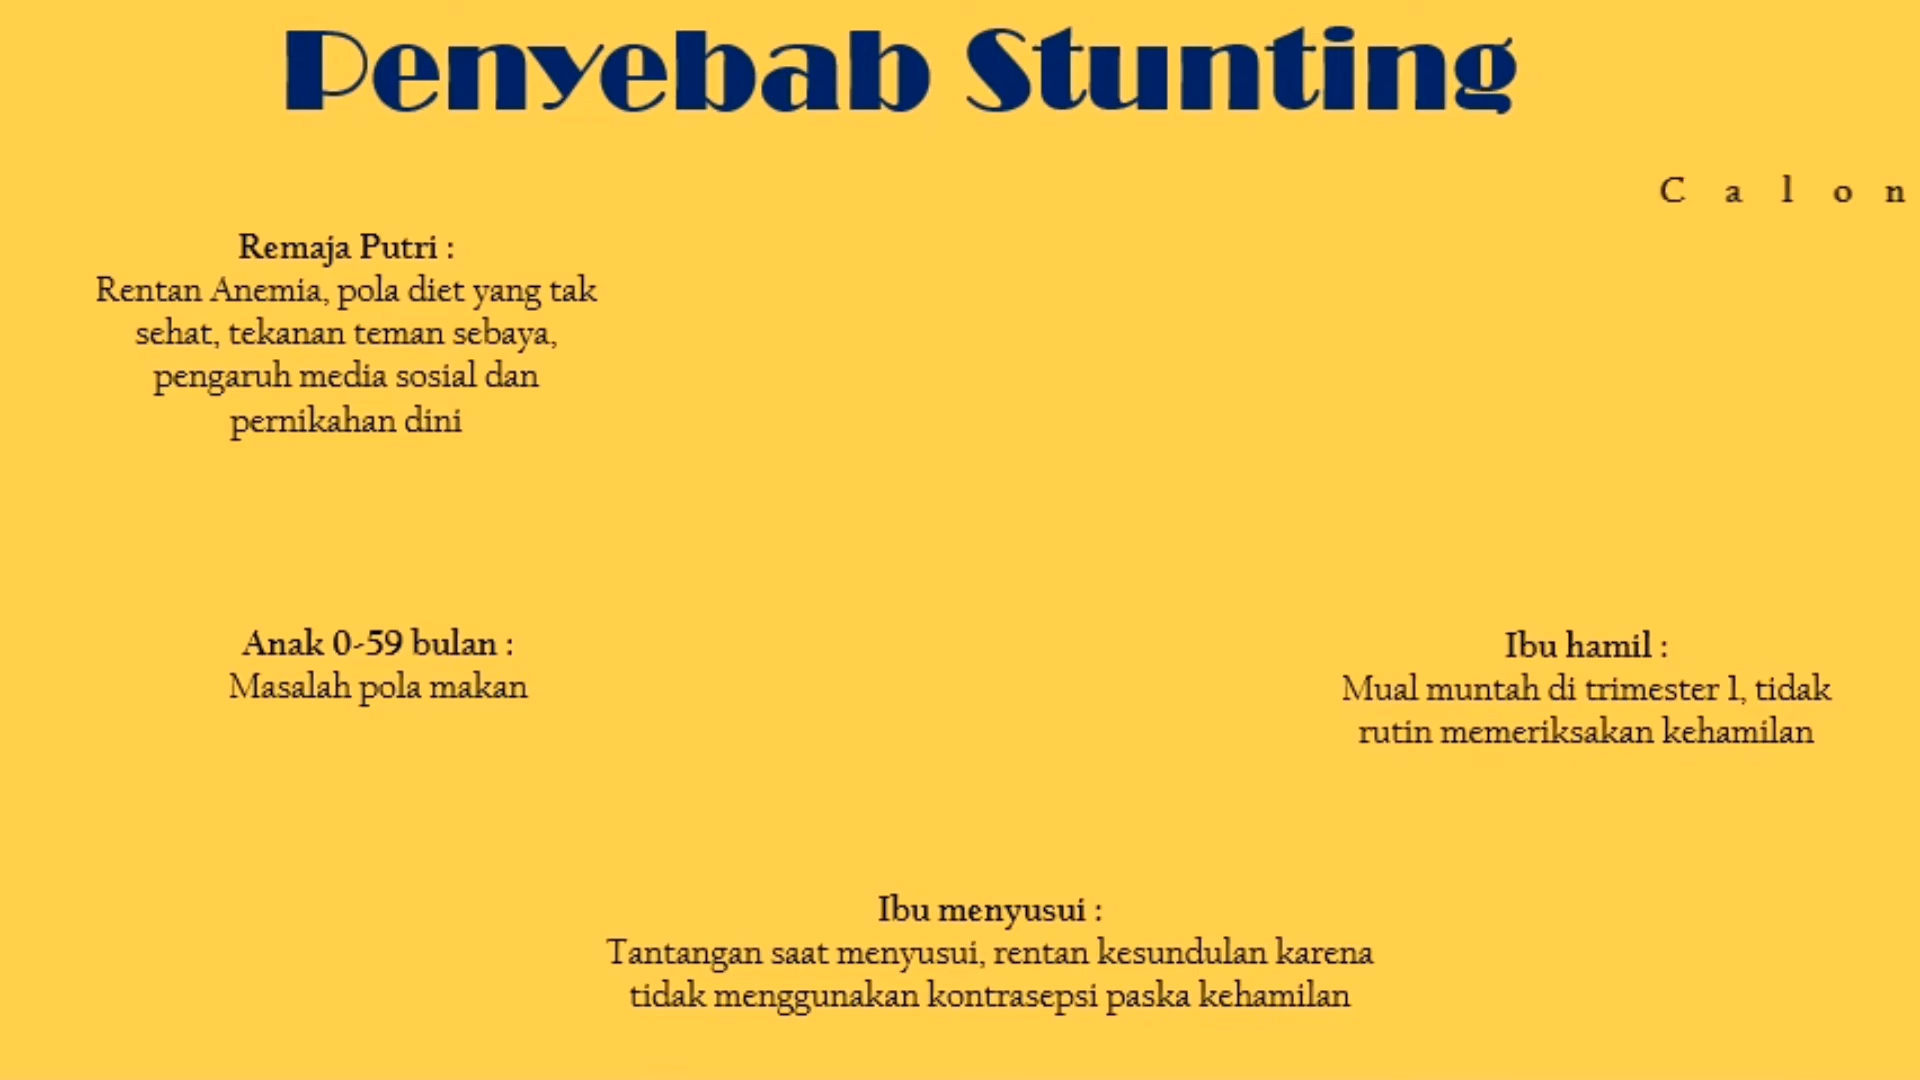 Penyebab Stunting
C a l o n
Remaja Putri :
Rentan Anemia, pola diet yang tak
sehat, tekanan teman sebaya,
pengaruh media sosial dan
pernikahan dini
Anak 0-59 bulan :
Masalah pola makan
Ibu hamil :
Mual muntah di trimester 1, tidak
rutin memeriksakan kehamilan
Ibu menyusui :
Tantangan saat menyusui, rentan kesundulan karena
tidak menggunakan kontrasepsi paska kehamilan